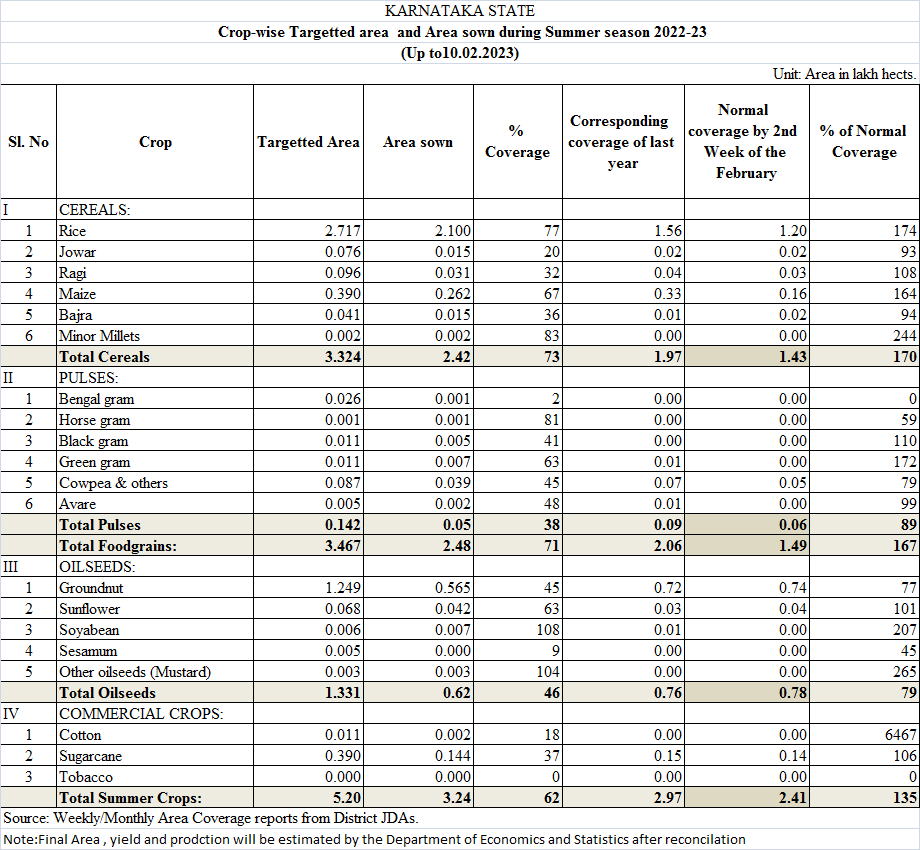 KARNATAKA STATE
Crop-wise Targetted area and Area sown during Summer season 2022-23
(Up to10.02.2023)
Unit: Area in lakh hects.
Sl. No Crop Targetted Area Area sown % Coverage Corresponding coverage of last year Normal coverage by 2nd Week of the February % of Normal Coverage
I CEREALS:
1 Rice 2.717 2.100 77 1.56 1.20 174
2 Jowar 0.076 0.015 20 0.02 0.02 93
3 Ragi 0.096 0.031 32 0.04 0.03 108
4 Maize 0.390 0.262 67 0.33 0.16 164
5 Bajra 0.041 0.015 36 0.01 0.02 94
6 Minor Millets 0.002 0.002 83 0.00 0.00 244
Total Cereals 3.324 2.42 73 1.97 1.43 170
II PULSES:
1 Bengal gram 0.026 0.001 2 0.00 0.00 0
2 Horse gram 0.001 0.001 81 0.00 0.00 59
3 Black gram 0.011 0.005 41 0.00 0.00 110
4 Green gram 0.011 0.007 63 0.01 0.00 172
5 Cowpea & others 0.087 0.039 45 0.07 0.05 79
6 Avare 0.005 0.002 48 0.01 0.00 99
Total Pulses 0.142 0.05 38 0.09 0.06 89
Total Foodgrains: 3.467 2.48 71 2.06 1.49 167
III OILSEEDS:
1 Groundnut 1.249 0.565 45 0.72 0.74 77
2 Sunflower 0.068 0.042 63 0.03 0.04 101
3 Soyabean 0.006 0.007 108 0.01 0.00 207
4 Sesamum 0.005 0.000 9 0.00 0.00 45
5 Other oilseeds (Mustard) 0.003 0.003 104 0.00 0.00 265
Total Oilseeds 1.331 0.62 46 0.76 0.78 79
IV COMMERCIAL CROPS:
1 Cotton 0.011 0.002 18 0.00 0.00 6467
2 Sugarcane 0.390 0.144 37 0.15 0.14 106
3 Tobacco 0.000 0.000 0 0.00 0.00 0
Total Summer Crops: 5.20 3.24 62 2.97 2.41 135
Source: Weekly/Monthly Area Coverage reports from District JDAs.
Note:Final Area , yield and prodction will be estimated by the Department of Economics and Statistics after reconcilation